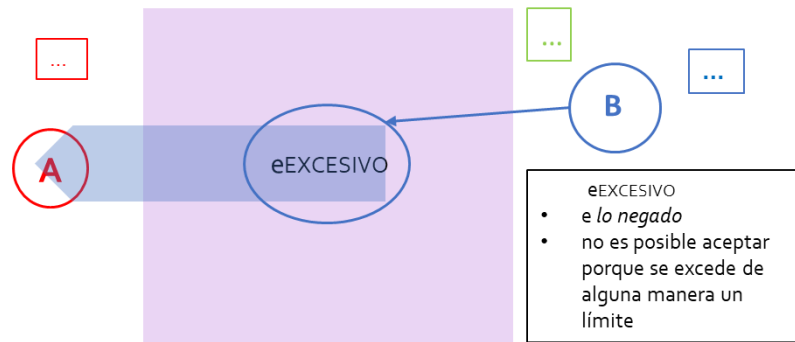 ...
...
...
B
A
eEXCESIVO
eEXCESIVO
• e lo negado
• no es posible aceptar
porque se excede de
alguna manera un
límite